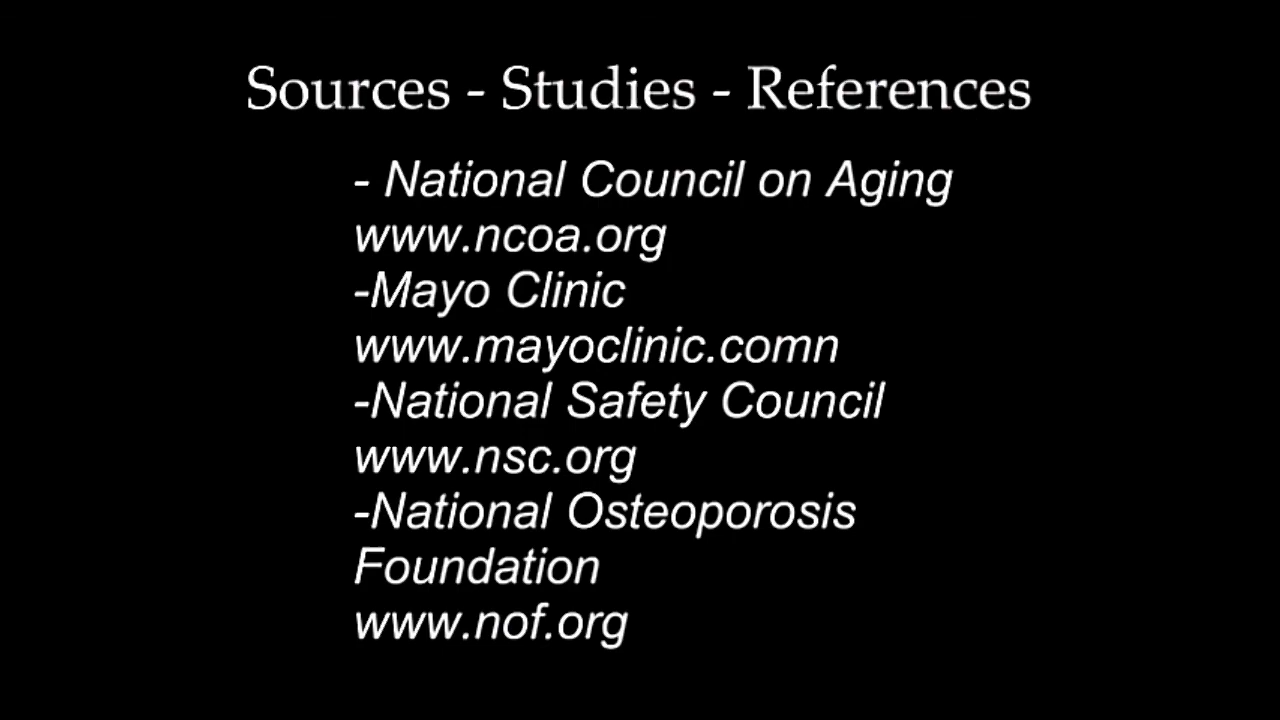 Sources - Studies - References
- National Council on Aging
www.ncoa.org
-Mayo Clinic
www.mayoclinic.comn
-National Safety Council
www.nsc.org
-National Osteoporosis
Foundation
www.nof.org